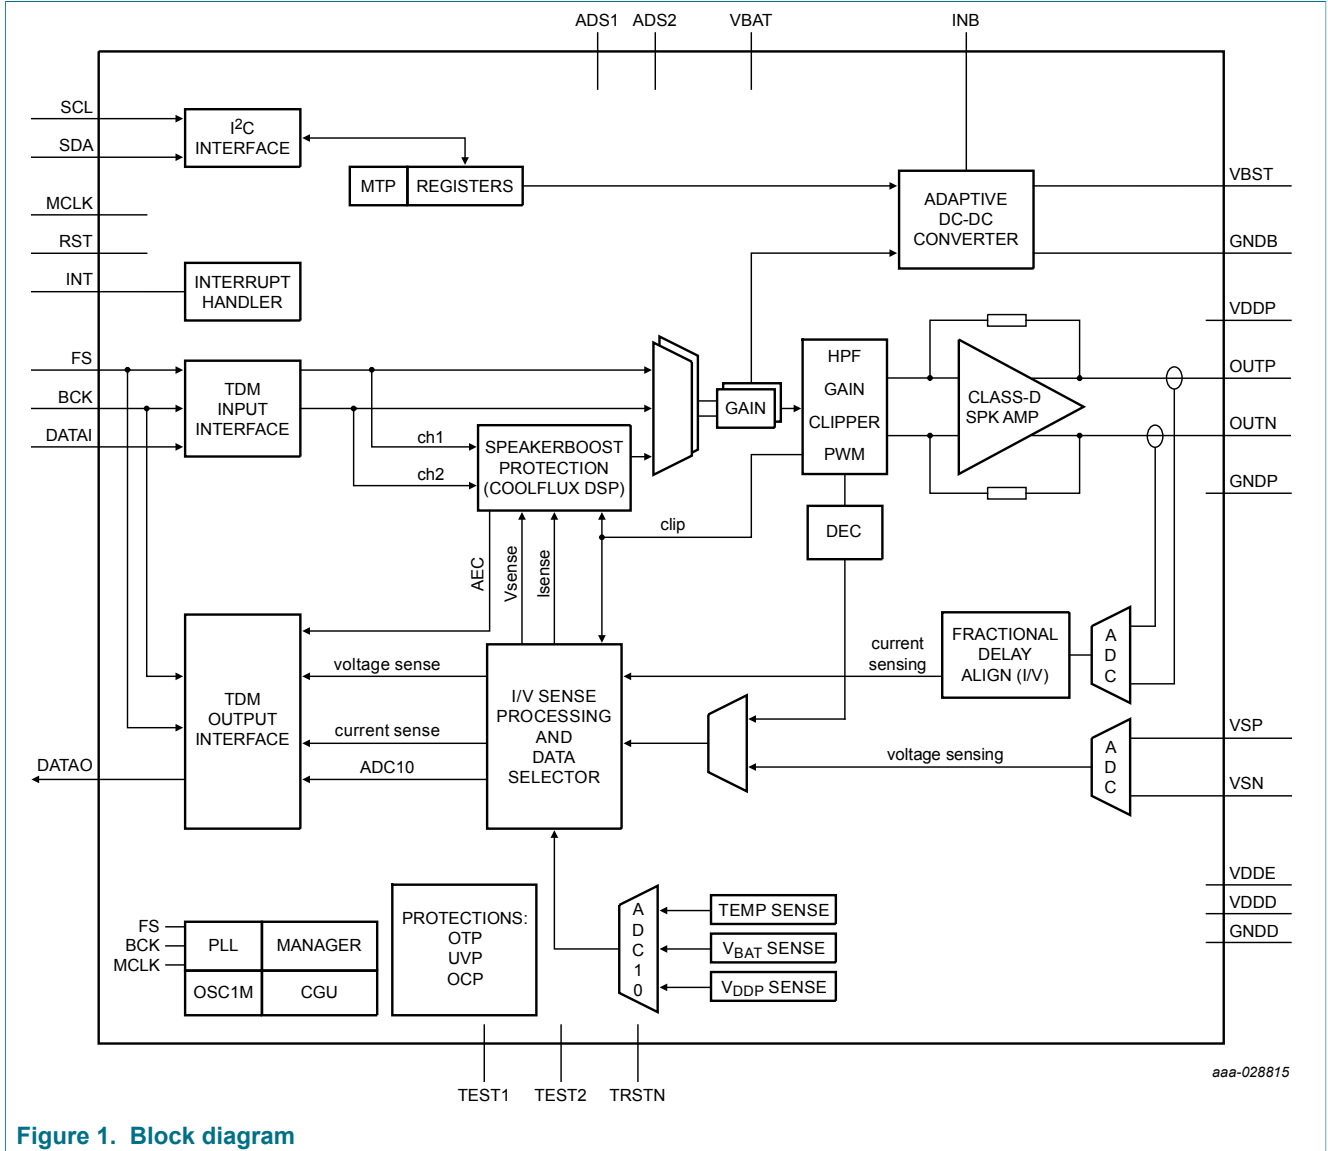 ADS1 ADS2 VBAT INB
SCL
SDA
MCLK
RST
INT
FS
BCK
DATAI
DATAO
I2C
INTERFACE
MTP REGISTERS
INTERRUPT
HANDLER
TDM
INPUT
INTERFACE
ch1
ch2
SPEAKERBOOST
PROTECTION
(COOLFLUX DSP)
GAIN
ADAPTIVE
DC-DC
CONVERTER
HPF
GAIN
CLIPPER
PWM
CLASS-D
SPK AMP
DEC
clip
AEC
Vsense
Isense
VBST
GNDB
VDDP
OUTP
OUTN
GNDP
VSP
VSN
VDDE
VDDD
GNDD
TDM
OUTPUT
INTERFACE
voltage sense
current sense
ADC10
I/V SENSE
PROCESSING
AND
DATA
SELECTOR
current
sensing
FRACTIONAL
DELAY
ALIGN (I/V)
A
D
C
voltage sensing
A
D
C
FS
BCK
MCLK
PLL MANAGER
OSC1M CGU
PROTECTIONS:
OTP
UVP
OCP
A
D
C
1
0
TEMP SENSE
VBAT SENSE
VDDP SENSE
TEST1 TEST2 TRSTN
aaa-028815
Figure 1. Block diagram